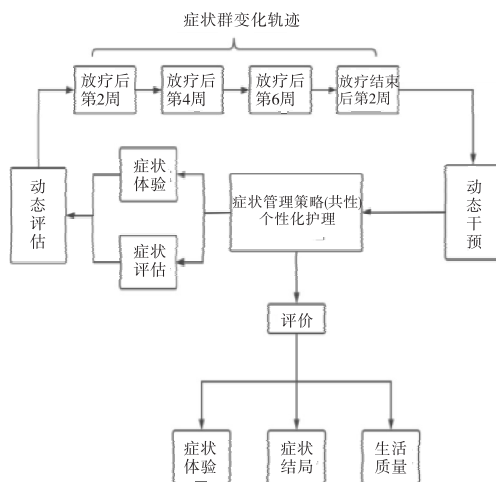 症状群变化轨迹
放疗后
第2周
放疗后
第4周
放疗后
第6周
放疗结束
后第2周
动
态
评
估
症状
体验
症状
评估
症状管理策略(共性)
个性化护理
动
态
干
预
评价
症状
体验
症状
结局
生活
质量